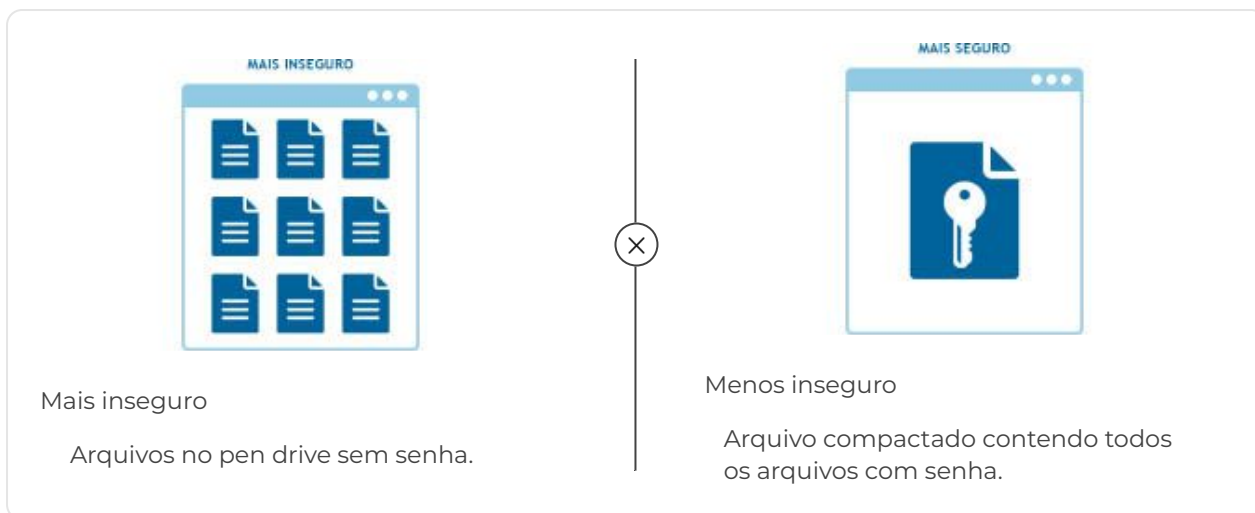 MAIS INSEGURO
Mais inseguro
Arquivos no pen drive sem senha.
MAIS SEGURO
Menos inseguro
Arquivo compactado contendo todos
os arquivos com senha.